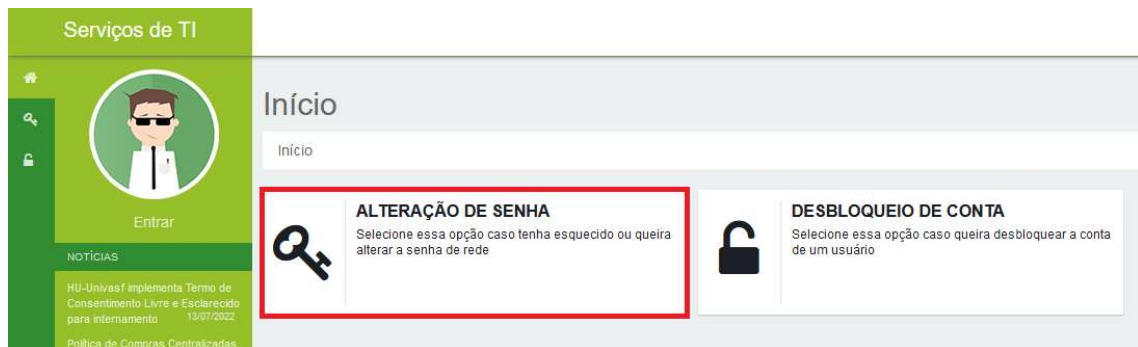 Serviços de TI
Início
Início
Entrar
NOTÍCIAS
HU-Univasf implementa Termo de
Consentimento Livre e Esclarecido
para internamento 13/07/2022
Política de Compras Centralizadas
ALTERAÇÃO DE SENHA
Selecione essa opção caso tenha esquecido ou queira
alterar a senha de rede
DESBLOQUEIO DE CONTA
Selecione essa opção caso queira desbloquear a conta
de um usuário